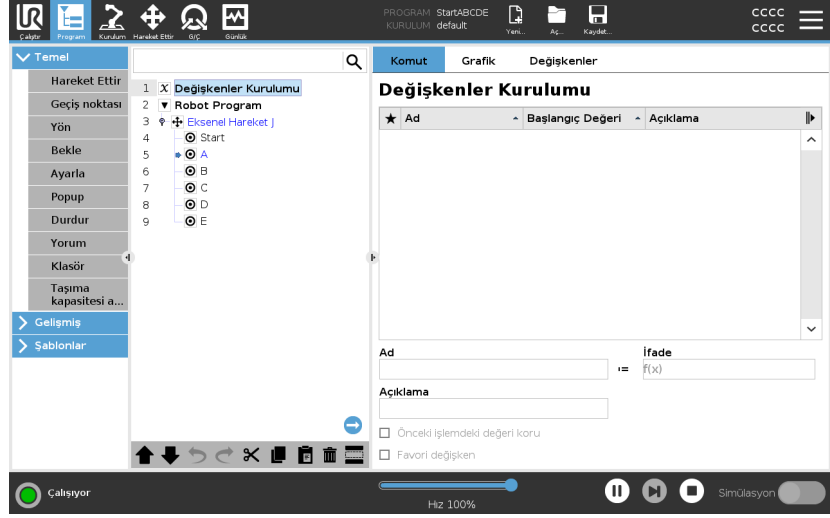 UR
PROGRAM StartABCDE
KURULUM default
CCCC
CCCC
Çalıştır
Program
Kurulum
Hareket Ettir
G/Ç
Günlük
Yeni...
Aç...
Kaydet...
Temel
Hareket Ettir
Geçiş noktası
Yön
Bekle
Ayarla
Popup
Durdur
Yorum
Klasör
Taşıma
kapasitesi a...
Gelişmiş
Şablonlar
1 X Değişkenler Kurulumu
2 Robot Program
3 Eksenel Hareket J
4 Start
5 A
6 B
7 C
8 D
9 E
Komut Grafik Değişkenler
Değişkenler Kurulumu
Ad Başlangıç Değeri Açıklama
Ad İfade
:= f(x)
Açıklama
Önceki işlemdeki değeri koru
Favori değişken
Çalışıyor
Hız 100%
Simülasyon